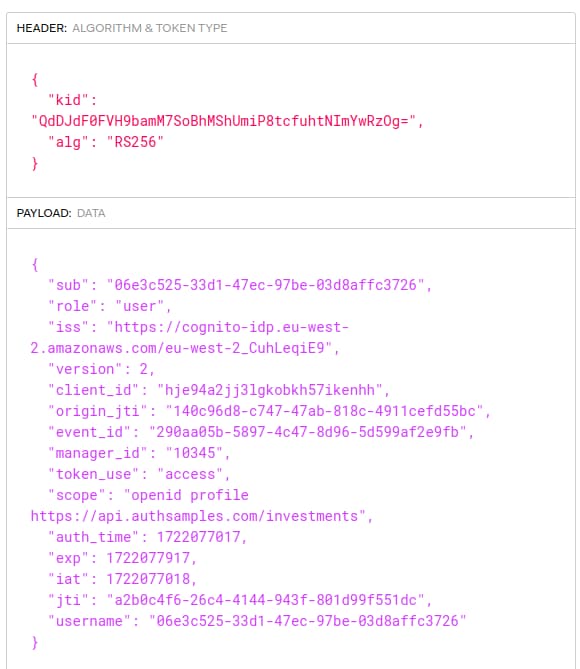 HEADER: ALGORITHM & TOKEN TYPE
{
"kid":
"QdDJdF0FVH9bamM7SoBhMShUmiP8tcfuhtNImYwRzOg=",
"alg": "RS256"
}
PAYLOAD: DATA
{
"sub": "06e3c525-33d1-47ec-97be-03d8affc3726",
"role": "user",
"iss": "https://cognito-idp.eu-west-
2.amazonaws.com/eu-west-2_CuhLeqiE9",
"version": 2,
"client_id": "hje94a2jj3lgkobkh57ikenhh",
"origin_jti": "140c96d8-c747-47ab-818c-4911cefd55bc",
"event_id": "290aa05b-5897-4c47-8d96-5d599af2e9fb",
"manager_id": "10345",
"token_use": "access",
"scope": "openid profile
https://api.authsamples.com/investments",
"auth_time": 1722077017,
"exp": 1722077917,
"iat": 1722077018,
"jti": "a2b0c4f6-26c4-4144-943f-801d99f551dc",
"username": "06e3c525-33d1-47ec-97be-03d8affc3726"
}